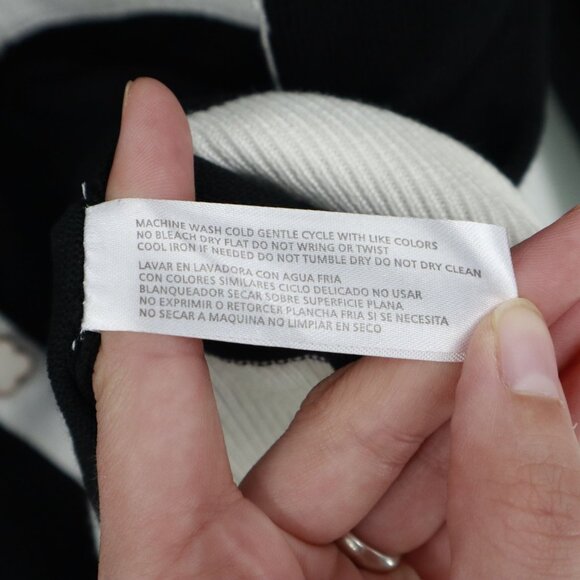 MACHINE WASH COLD GENTLE CYCLE WITH LIKE COLORS
NO BLEACH DRY FLAT DO NOT WRING OR TWIST
COOL IRON IF NEEDED DO NOT TUMBLE DRY DO NOT DRY CLEAN
LAVAR EN LAVADORA CON AGUA FRIA
CON COLORES SIMILARES CICLO DELICADO NO USAR
BLANQUEADOR SECAR SOBRE SUPERFICIE PLANA
NO EXPRIMIR O RETORCER PLANCHA FRIA SI SE NECESITA
NO SECAR A MAQUINA NO LIMPIAR EN SECO